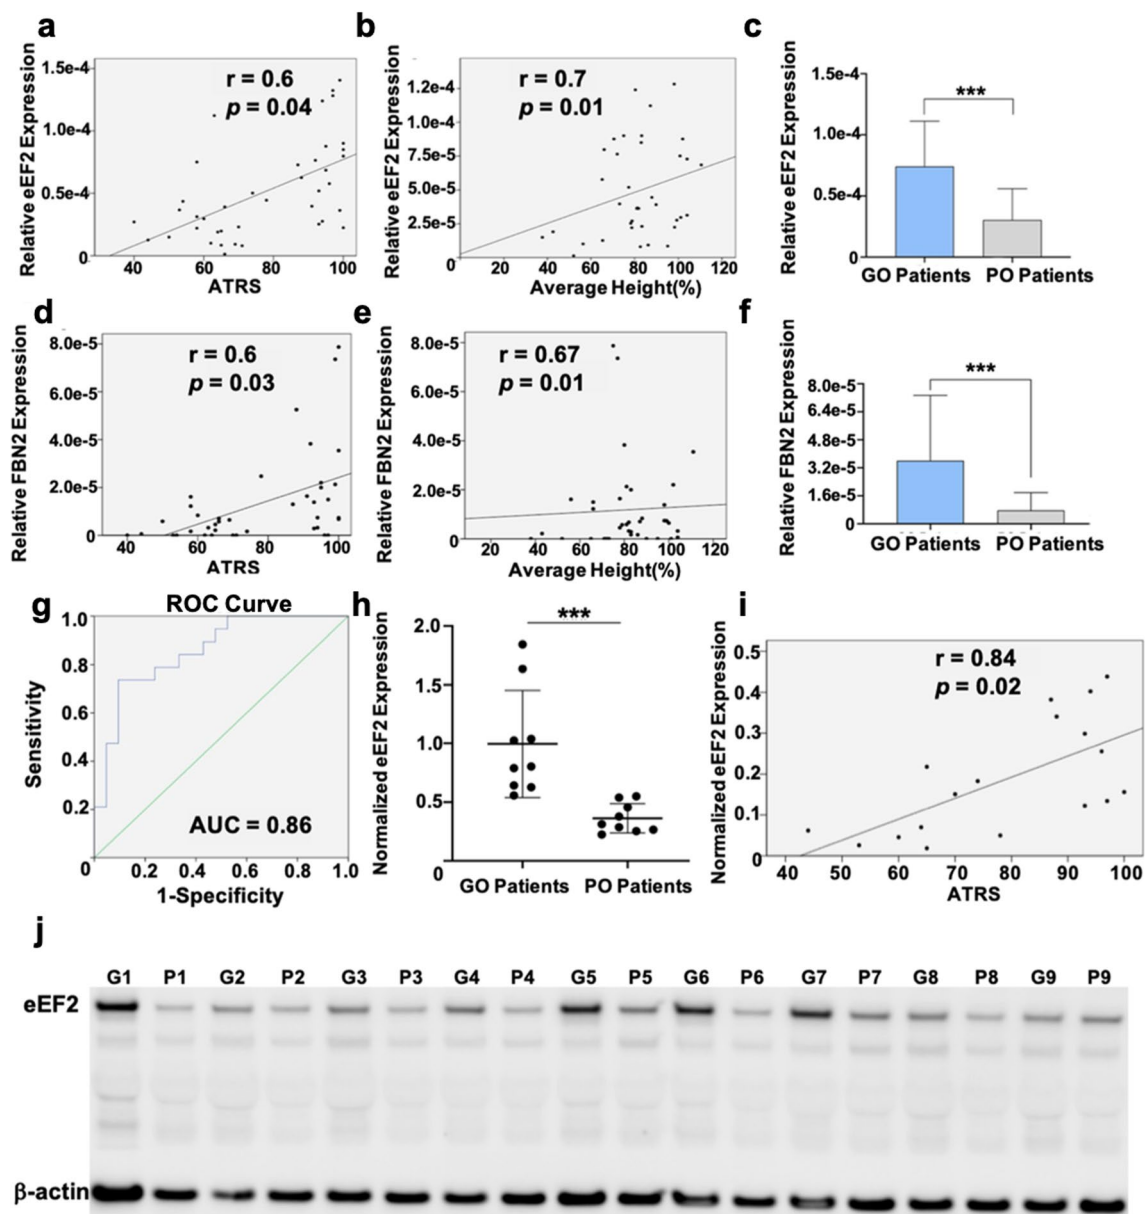 a
Relative eEF2 Expression
1.5e-4
1.0e-4
0.5e-4
0
r = 0.6
p = 0.04
40 60 80 100
ATRS
b
Relative eEF2 Expression
1.2e-4
1.0e-4
7.5e-5
5.0e-5
2.5e-5
0
r = 0.7
p = 0.01
0 20 40 60 80 100 120
Average Height(%)
c
Relative eEF2 Expression
1.5e-4
1.0e-4
0.5e-4
0
***
GO Patients PO Patients
d
Relative FBN2 Expression
8.0e-5
6.0e-5
4.0e-5
2.0e-5
0
r = 0.6
p = 0.03
40 60 80 100
ATRS
e
Relative FBN2 Expression
8.0e-5
6.0e-5
4.0e-5
2.0e-5
0
r = 0.67
p = 0.01
20 40 60 80 100 120
Average Height(%)
f
Relative FBN2 Expression
8.0e-5
6.4e-5
4.8e-5
3.2e-5
1.6e-5
0
***
GO Patients PO Patients
g
ROC Curve
Sensitivity
1.0
0.8
0.6
0.4
0.2
AUC = 0.86
0 0.2 0.4 0.6 0.8 1.0
1-Specificity
h
Normalized eEF2 Expression
2.0
1.5
1.0
0.5
0
***
GO Patients PO Patients
i
Normalized eEF2 Expression
0.5
0.4
0.3
0.2
0.1
0
r = 0.84
p = 0.02
40 50 60 70 80 90 100
ATRS
j
G1 P1 G2 P2 G3 P3 G4 P4 G5 P5 G6 P6 G7 P7 G8 P8 G9 P9
eEF2
β-actin